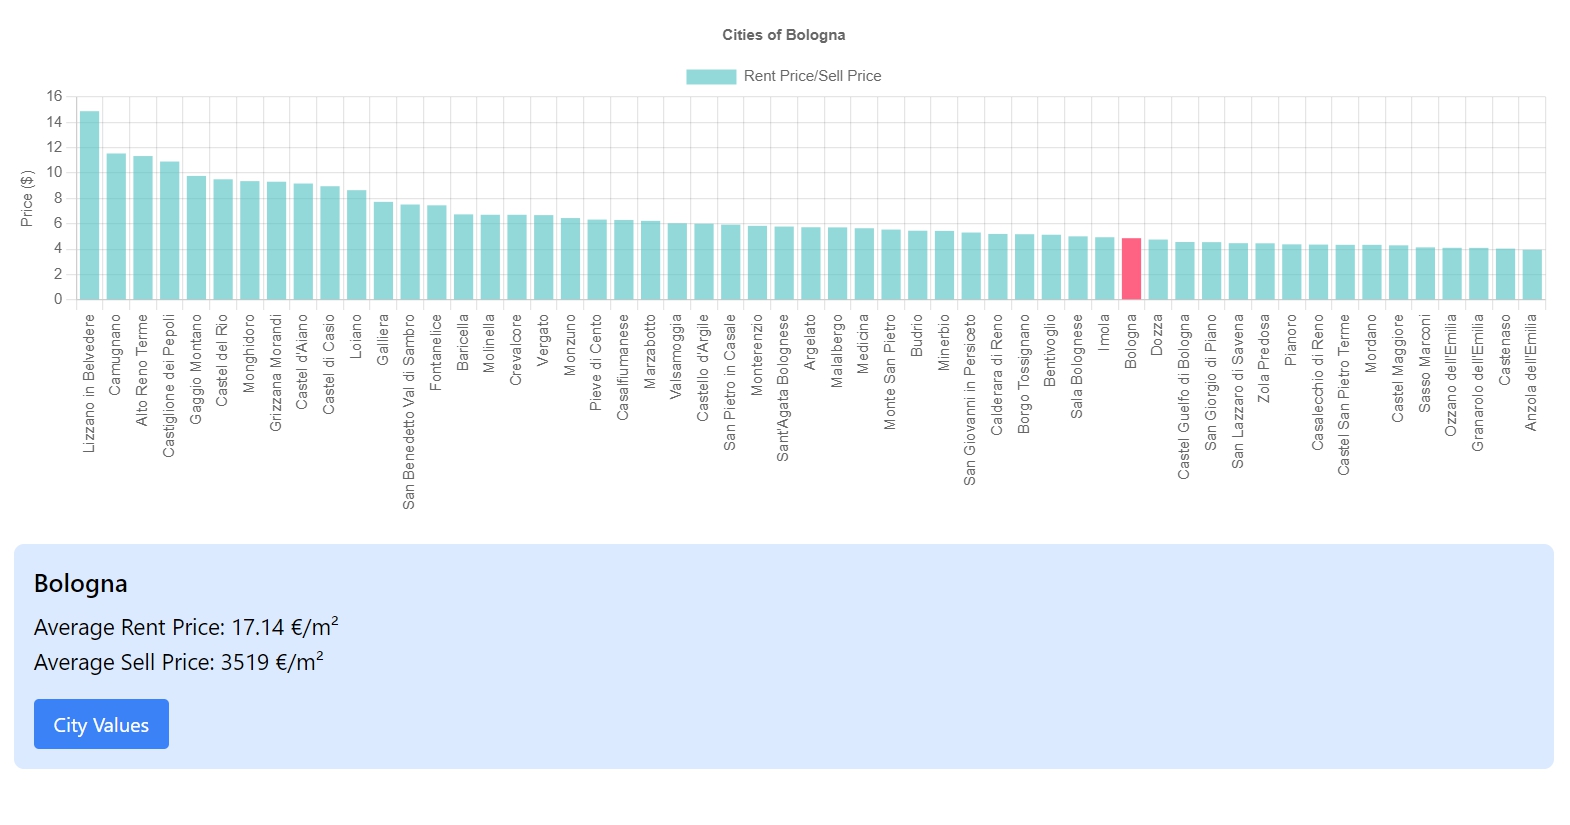 Cities of Bologna
Rent Price/Sell Price
Price ($)
16
14
12
10
8
6
4
2
0
Lizzano in Belvedere
Camugnano
Alto Reno Terme
Castiglione dei Pepoli
Gaggio Montano
Castel del Rio
Monghidoro
Grizzana Morandi
Castel d'Aiano
Castel di Casio
Loiano
Galliera
San Benedetto Val di Sambro
Fontanelice
Baricella
Molinella
Crevalcore
Vergato
Monzuno
Pieve di Cento
Casalfiumanese
Marzabotto
Valsamoggia
Castello d'Argile
San Pietro in Casale
Monterenzio
Sant'Agata Bolognese
Argelato
Malalbergo
Medicina
Monte San Pietro
Budrio
Minerbio
San Giovanni in Persiceto
Calderara di Reno
Borgo Tossignano
Bentivoglio
Sala Bolognese
Imola
Bologna
Dozza
Castel Guelfo di Bologna
San Giorgio di Piano
San Lazzaro di Savena
Zola Predosa
Pianoro
Casalecchio di Reno
Castel San Pietro Terme
Mordano
Castel Maggiore
Sasso Marconi
Ozzano dell'Emilia
Granarolo dell'Emilia
Castenaso
Anzola dell'Emilia
Bologna
Average Rent Price: 17.14 €/m²
Average Sell Price: 3519 €/m²
City Values